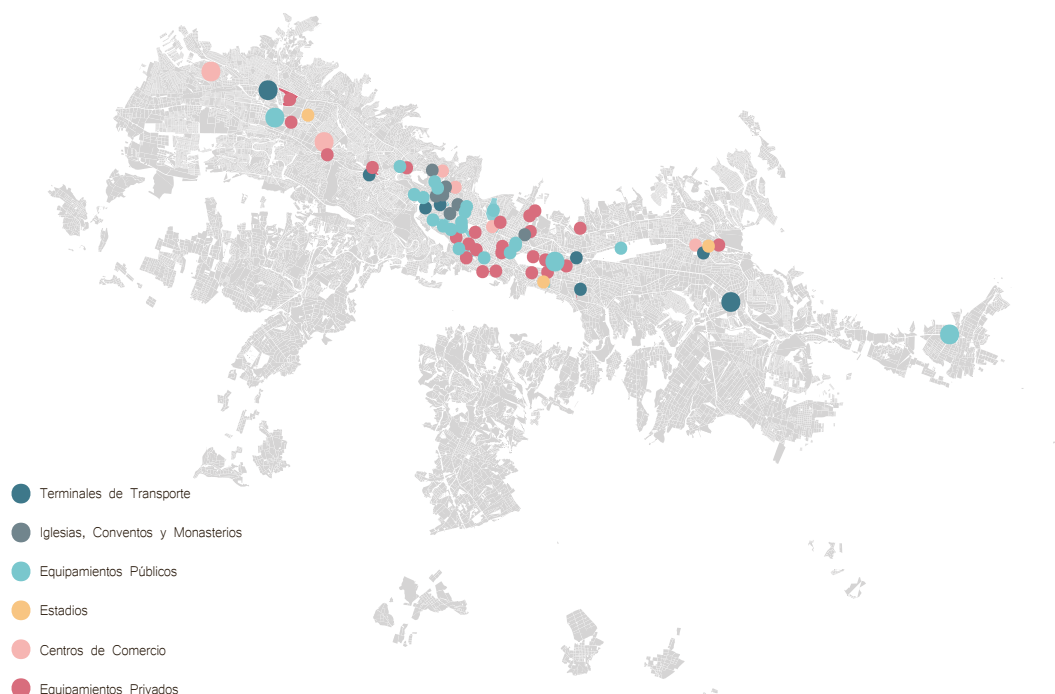 Terminales de Transporte
Iglesias, Conventos y Monasterios
Equipamientos Públicos
Estadios
Centros de Comercio
Equipamientos Privados